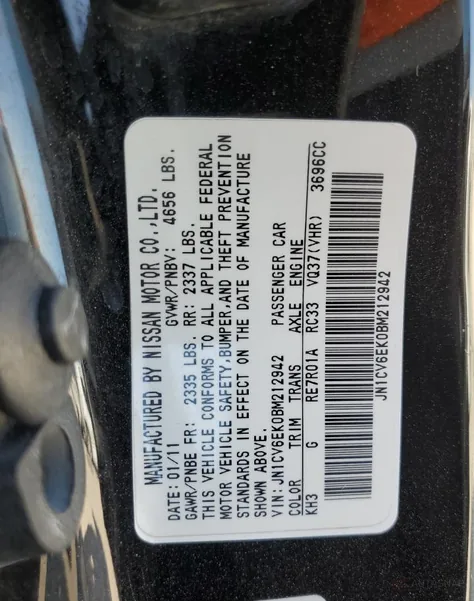 MANUFACTURED BY NISSAN MOTOR CO.,LTD.
DATE: 01/11 GVWR/PNBV: 4656 LBS.
GAWR/PNBE FR: 2335 LBS. RR: 2337 LBS.
THIS VEHICLE CONFORMS TO ALL APPLICABLE FEDERAL
MOTOR VEHICLE SAFETY,BUMPER,AND THEFT PREVENTION
STANDARDS IN EFFECT ON THE DATE OF MANUFACTURE
SHOWN ABOVE.
VIN: JN1CV6EK0BM212942 PASSENGER CAR
COLOR TRIM TRANS AXLE ENGINE
KH3 G RE7R01A RC33 VQ37(VHR) 3696CC
JN1CV6EK0BM212942